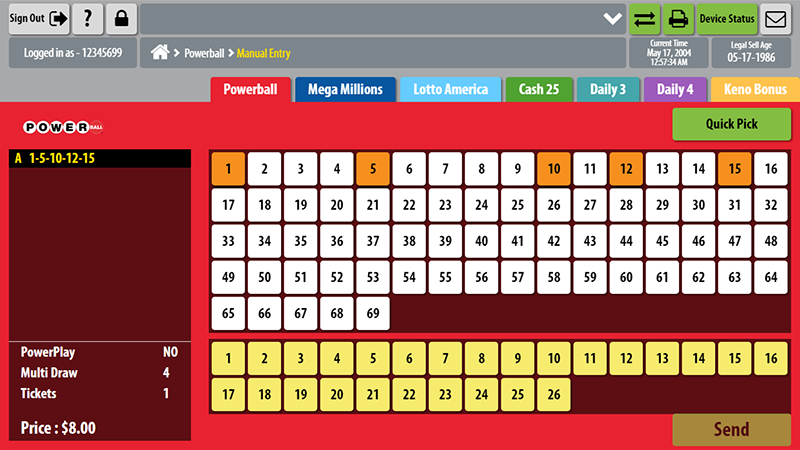 Sign Out ? Device Status
Logged in as - 12345699 Powerball Manual Entry Current Time Legal Sell Age
May 17, 2004 05-17-1986
12:57:34 AM
Powerball Mega Millions Lotto America Cash 25 Daily 3 Daily 4 Keno Bonus
POWERBALL Quick Pick
A 1-5-10-12-15
1 2 3 4 5 6 7 8 9 10 11 12 13 14 15 16
17 18 19 20 21 22 23 24 25 26 27 28 29 30 31 32
33 34 35 36 37 38 39 40 41 42 43 44 45 46 47 48
49 50 51 52 53 54 55 56 57 58 59 60 61 62 63 64
65 66 67 68 69
PowerPlay NO
Multi Draw 4
Tickets 1
Price : $8.00
1 2 3 4 5 6 7 8 9 10 11 12 13 14 15 16
17 18 19 20 21 22 23 24 25 26
Send